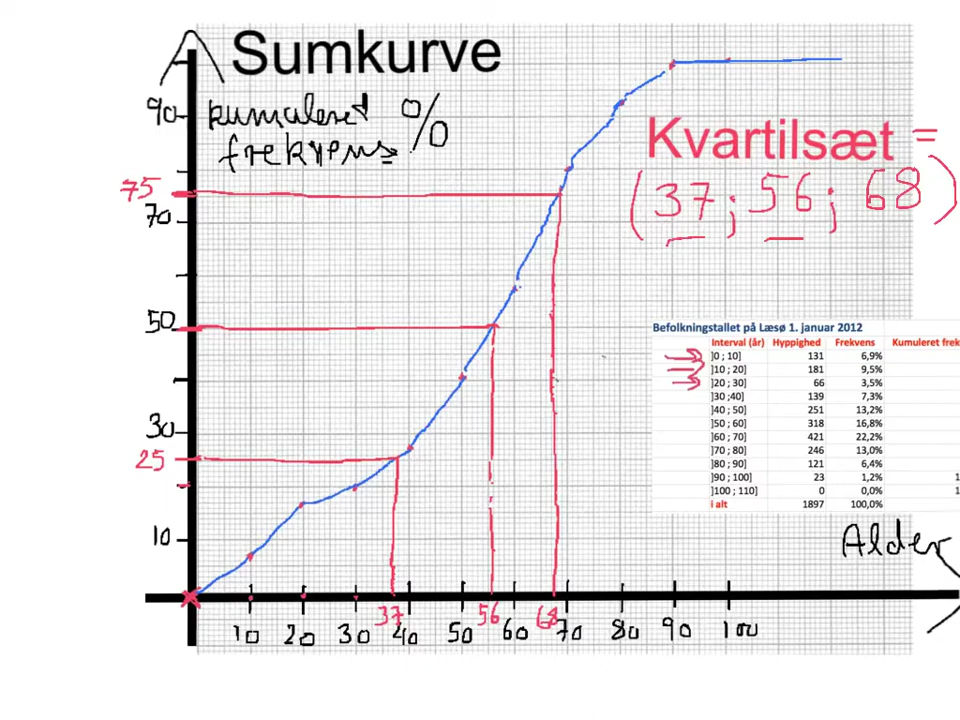 Sumkurve
90
kumuleret %
frekvens
Kvartilsæt =
(37; 56; 68)
75
70
50
30
25
10
Befolkningstallet på Læsø 1. januar 2012
Interval (år) Hyppighed Frekvens Kumuleret frek
]0 ; 10] 131 6,9%
]10 ; 20] 181 9,5%
]20 ; 30] 66 3,5%
]30 ;40] 139 7,3%
]40 ; 50] 251 13,2%
]50 ; 60] 318 16,8%
]60 ; 70] 421 22,2%
]70 ; 80] 246 13,0%
]80 ; 90] 121 6,4%
]90 ; 100] 23 1,2% 1
]100 ; 110] 0 0,0% 1
i alt 1897 100,0%
Alder
37 56 68
10 20 30 40 50 60 70 80 90 100